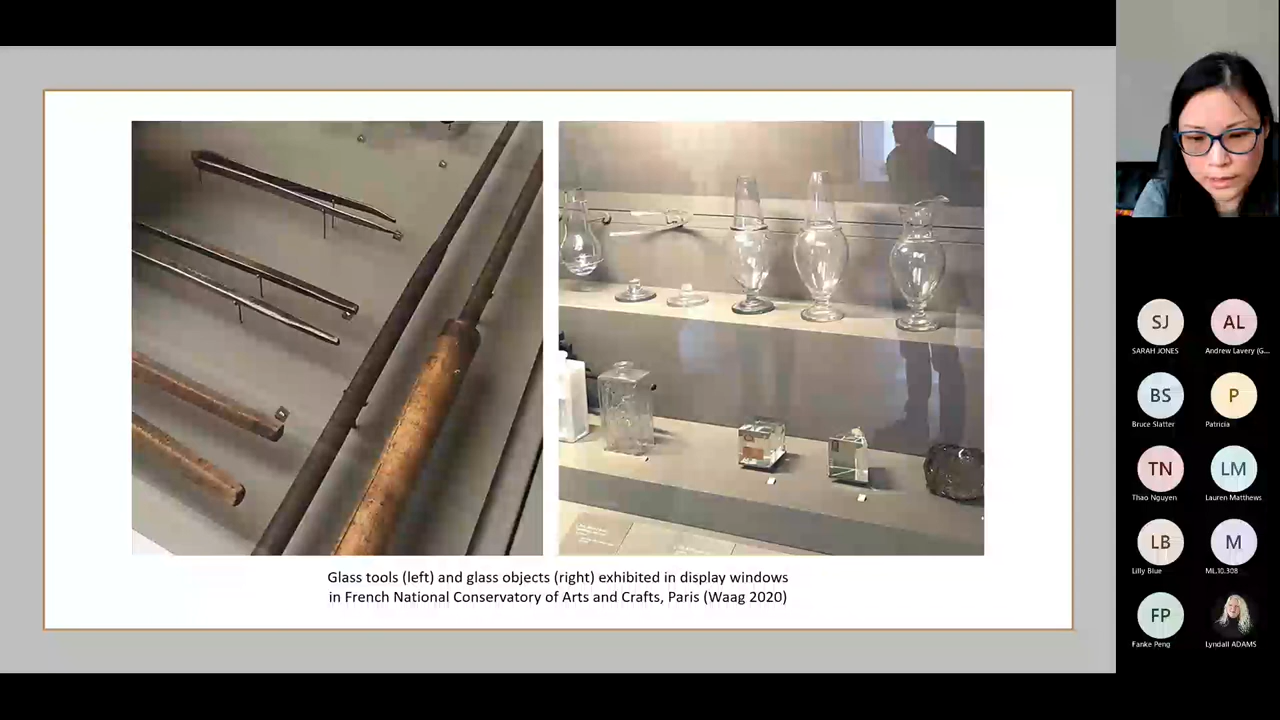 Glass tools (left) and glass objects (right) exhibited in display windows
in French National Conservatory of Arts and Crafts, Paris (Waag 2020)
SJ
AL
SARAH JONES
Andrew Lavery (G...
BS
P
Bruce Slatter
Patricia
TN
LM
Thao Nguyen
Lauren Matthews
LB
M
Lilly Blue
ML.10.308
FP
Fanke Peng
Lyndall ADAMS